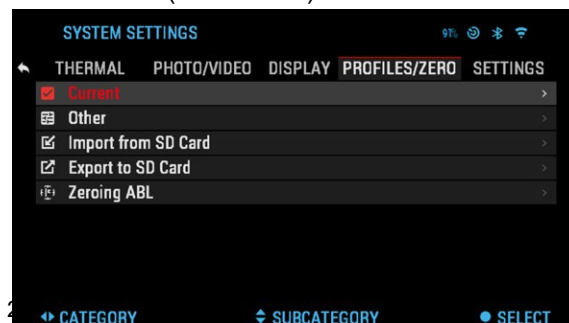 SYSTEM SETTINGS 91%
THERMAL PHOTO/VIDEO DISPLAY PROFILES/ZERO SETTINGS
Current
Other
Import from SD Card
Export to SD Card
Zeroing ABL
CATEGORY SUBCATEGORY SELECT